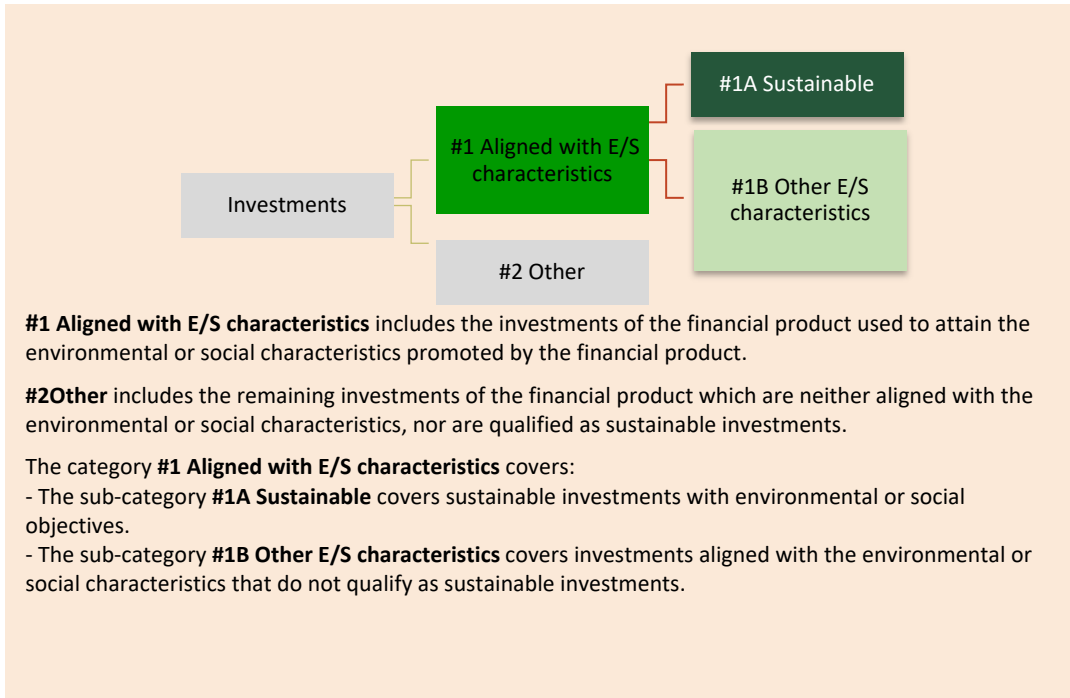 #1A Sustainable
#1 Aligned with E/S
characteristics
#1B Other E/S
characteristics
Investments
#2 Other
#1 Aligned with E/S characteristics includes the investments of the financial product used to attain the
environmental or social characteristics promoted by the financial product.
#2Other includes the remaining investments of the financial product which are neither aligned with the
environmental or social characteristics, nor are qualified as sustainable investments.
The category #1 Aligned with E/S characteristics covers:
- The sub-category #1A Sustainable covers sustainable investments with environmental or social
objectives.
- The sub-category #1B Other E/S characteristics covers investments aligned with the environmental or
social characteristics that do not qualify as sustainable investments.